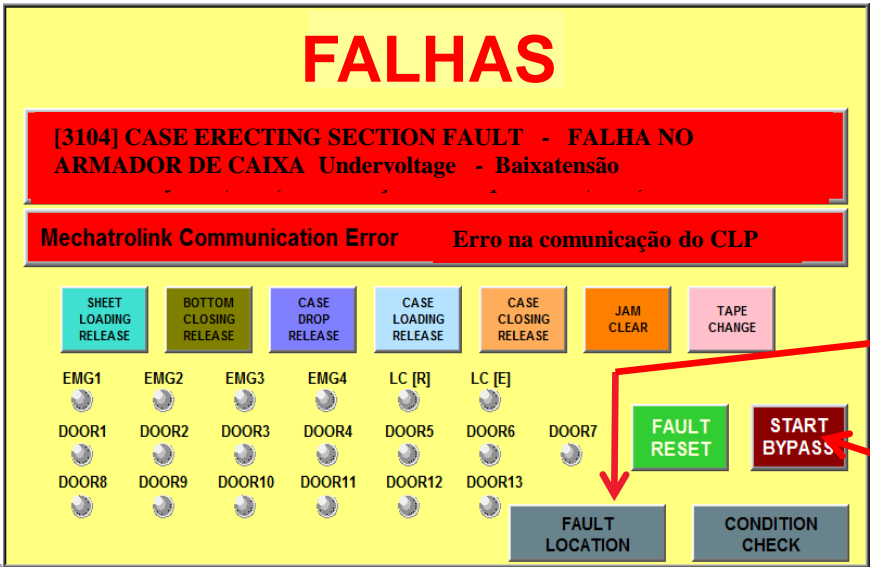 FALHAS
[3104] CASE ERECTING SECTION FAULT - FALHA NO
ARMADOR DE CAIXA Undervoltage - Baixatensão
Mechatrolink Communication Error Erro na comunicação do CLP
SHEET LOADING RELEASE
BOTTOM CLOSING RELEASE
CASE DROP RELEASE
CASE LOADING RELEASE
CASE CLOSING RELEASE
JAM CLEAR
TAPE CHANGE
EMG1 EMG2 EMG3 EMG4 LC [R] LC [E]
DOOR1 DOOR2 DOOR3 DOOR4 DOOR5 DOOR6 DOOR7
FAULT
RESET
START
BYPASS
DOOR8 DOOR9 DOOR10 DOOR11 DOOR12 DOOR13
FAULT
LOCATION
CONDITION
CHECK